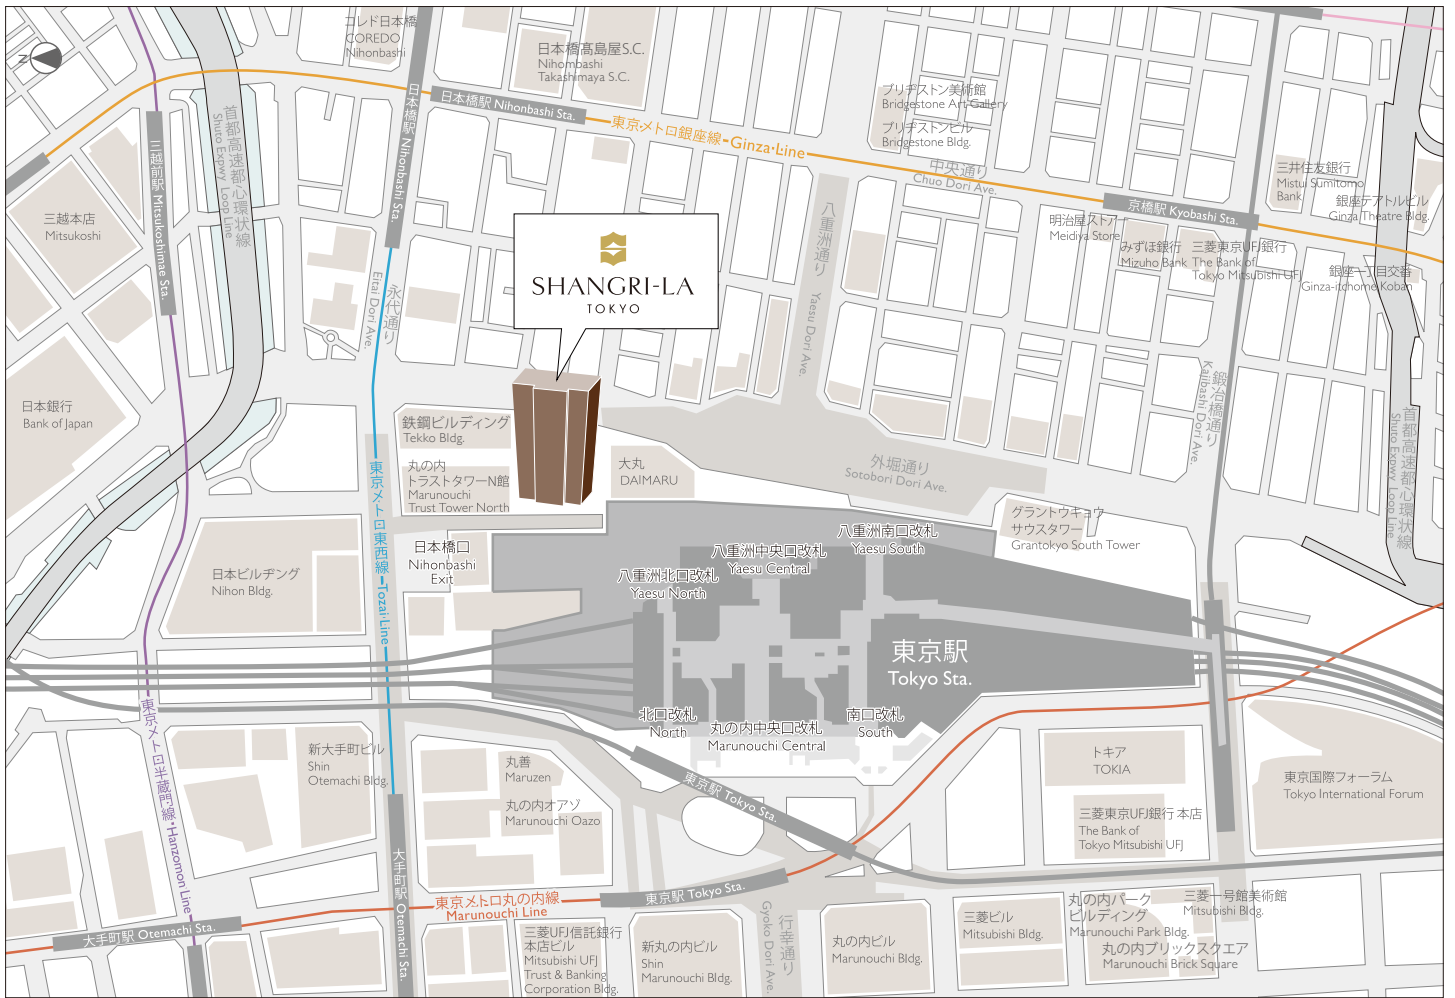 N
コレド日本橋
COREDO
Nihonbashi
日本橋髙島屋S.C.
Nihombashi
Takashimaya S.C.
日本橋駅 Nihonbashi Sta.
日本橋駅 Nihonbashi Sta.
東京メトロ銀座線-Ginza Line
ブリヂストン美術館
Bridgestone Art Gallery
ブリヂストンビル
Bridgestone Bldg.
中央通り
Chuo Dori Ave.
京橋駅 Kyobashi Sta.
三井住友銀行
Mistui Sumitomo
Bank
銀座テアトルビル
Ginza Theatre Bldg.
明治屋ストア
Meidiya Store
みずほ銀行
Mizuho Bank
三菱東京UFJ銀行
The Bank of
Tokyo Mitsubishi UFJ
銀座一丁目交番
Ginza-itchome Koban
首都高速都心環状線
Shuto Expwy Loop Line
三越前駅 Mitsukoshimae Sta.
三越本店
Mitsukoshi
永代通り
Eitai Dori Ave.
SHANGRI-LA
TOKYO
八重洲通り Yaesu Dori Ave.
鍛冶橋通り
Kajibashi Dori Ave.
首都高速都心環状線
Shuto Expwy Loop Line
日本銀行
Bank of Japan
鉄鋼ビルディング
Tekko Bldg.
丸の内
トラストタワーN館
Marunouchi
Trust Tower North
大丸
DAIMARU
外堀通り
Sotobori Dori Ave.
グラントウキョウ
サウスタワー
Grantokyo South Tower
東京メトロ東西線-Tozai Line
日本橋口
Nihonbashi
Exit
八重洲北口改札
Yaesu North
八重洲中央口改札
Yaesu Central
八重洲南口改札
Yaesu South
日本ビルヂング
Nihon Bldg.
東京駅
Tokyo Sta.
北口改札
North
丸の内中央口改札
Marunouchi Central
南口改札
South
東京メトロ半蔵門線・Hanzomon Line
新大手町ビル
Shin
Otemachi Bldg.
丸善
Maruzen
丸の内オアゾ
Marunouchi Oazo
東京駅 Tokyo Sta.
トキア
TOKIA
三菱東京UFJ銀行 本店
The Bank of
Tokyo Mitsubishi UFJ
東京国際フォーラム
Tokyo International Forum
大手町駅 Otemachi Sta.
大手町駅 Otemachi Sta.
東京メトロ丸の内線
Marunouchi Line
東京駅 Tokyo Sta.
行幸通り
Gyoko Dori Ave.
三菱UFJ信託銀行
本店ビル
Mitsubishi UFJ
Trust & Banking
Corporation Bldg.
新丸の内ビル
Shin
Marunouchi Bldg.
丸の内ビル
Marunouchi Bldg.
三菱ビル
Mitsubishi Bldg.
丸の内パーク
ビルディング
Marunouchi Park Bldg.
三菱一号館美術館
Mitsubishi Bldg.
丸の内ブリックスクエア
Marunouchi Brick Square